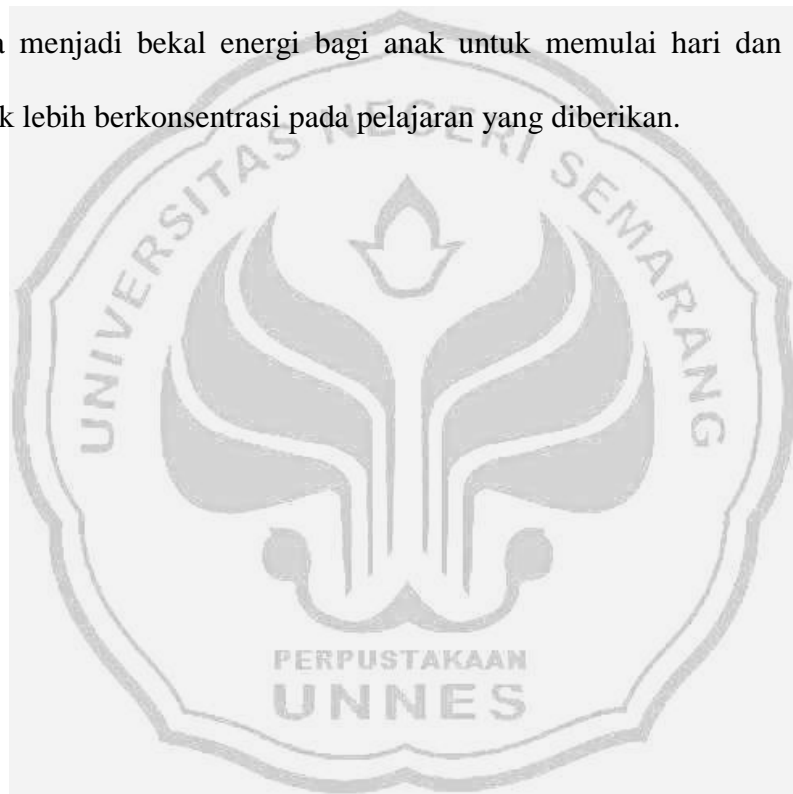 menjadi bekal energi bagi anak untuk memulai hari dan
lebih berkonsentrasi pada pelajaran yang diberikan.
UNIVERSITAS NEGERI SEMARANG
PERPUSTAKAAN
UNNES